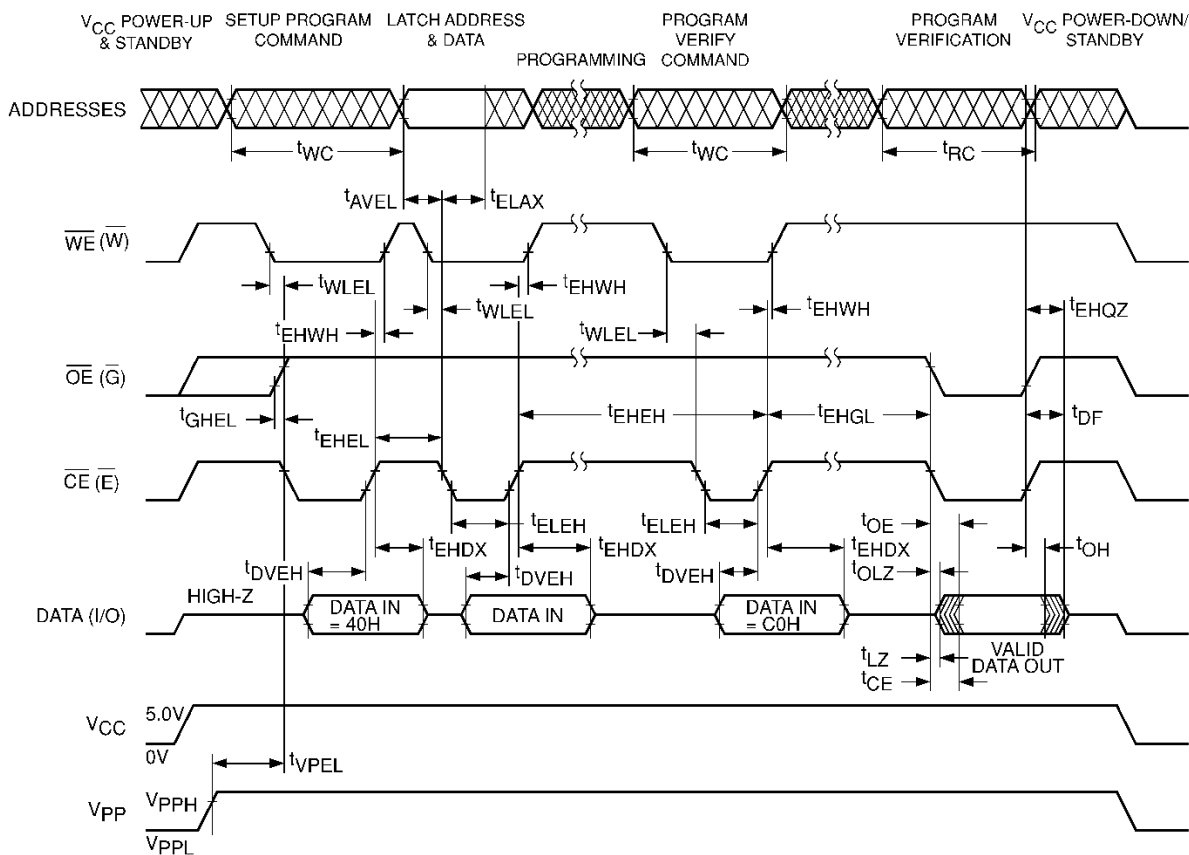 VCC POWER-UP
& STANDBY
SETUP PROGRAM
COMMAND
LATCH ADDRESS
& DATA
PROGRAMMING
PROGRAM
VERIFY
COMMAND
PROGRAM
VERIFICATION
VCC POWER-DOWN/
STANDBY
ADDRESSES
tWC
tWC
tRC
tAVEL
tELAX
WE (W)
tWLEL
tWLEL
tEHWH
tEHWH
tWLEL
tEHWH
tEHQZ
OE (G)
tGHEL
tEHEL
tEHEH
tEHGL
tDF
CE (E)
tELEH
tELEH
tOE
tEHDX
tEHDX
tEHDX
tOH
tDVEH
tDVEH
tDVEH
tOLZ
DATA (I/O)
HIGH-Z
DATA IN
= 40H
DATA IN
DATA IN
= C0H
tLZ
VALID
DATA OUT
tCE
VCC
5.0V
0V
tVPEL
VPP
VPPH
VPPL